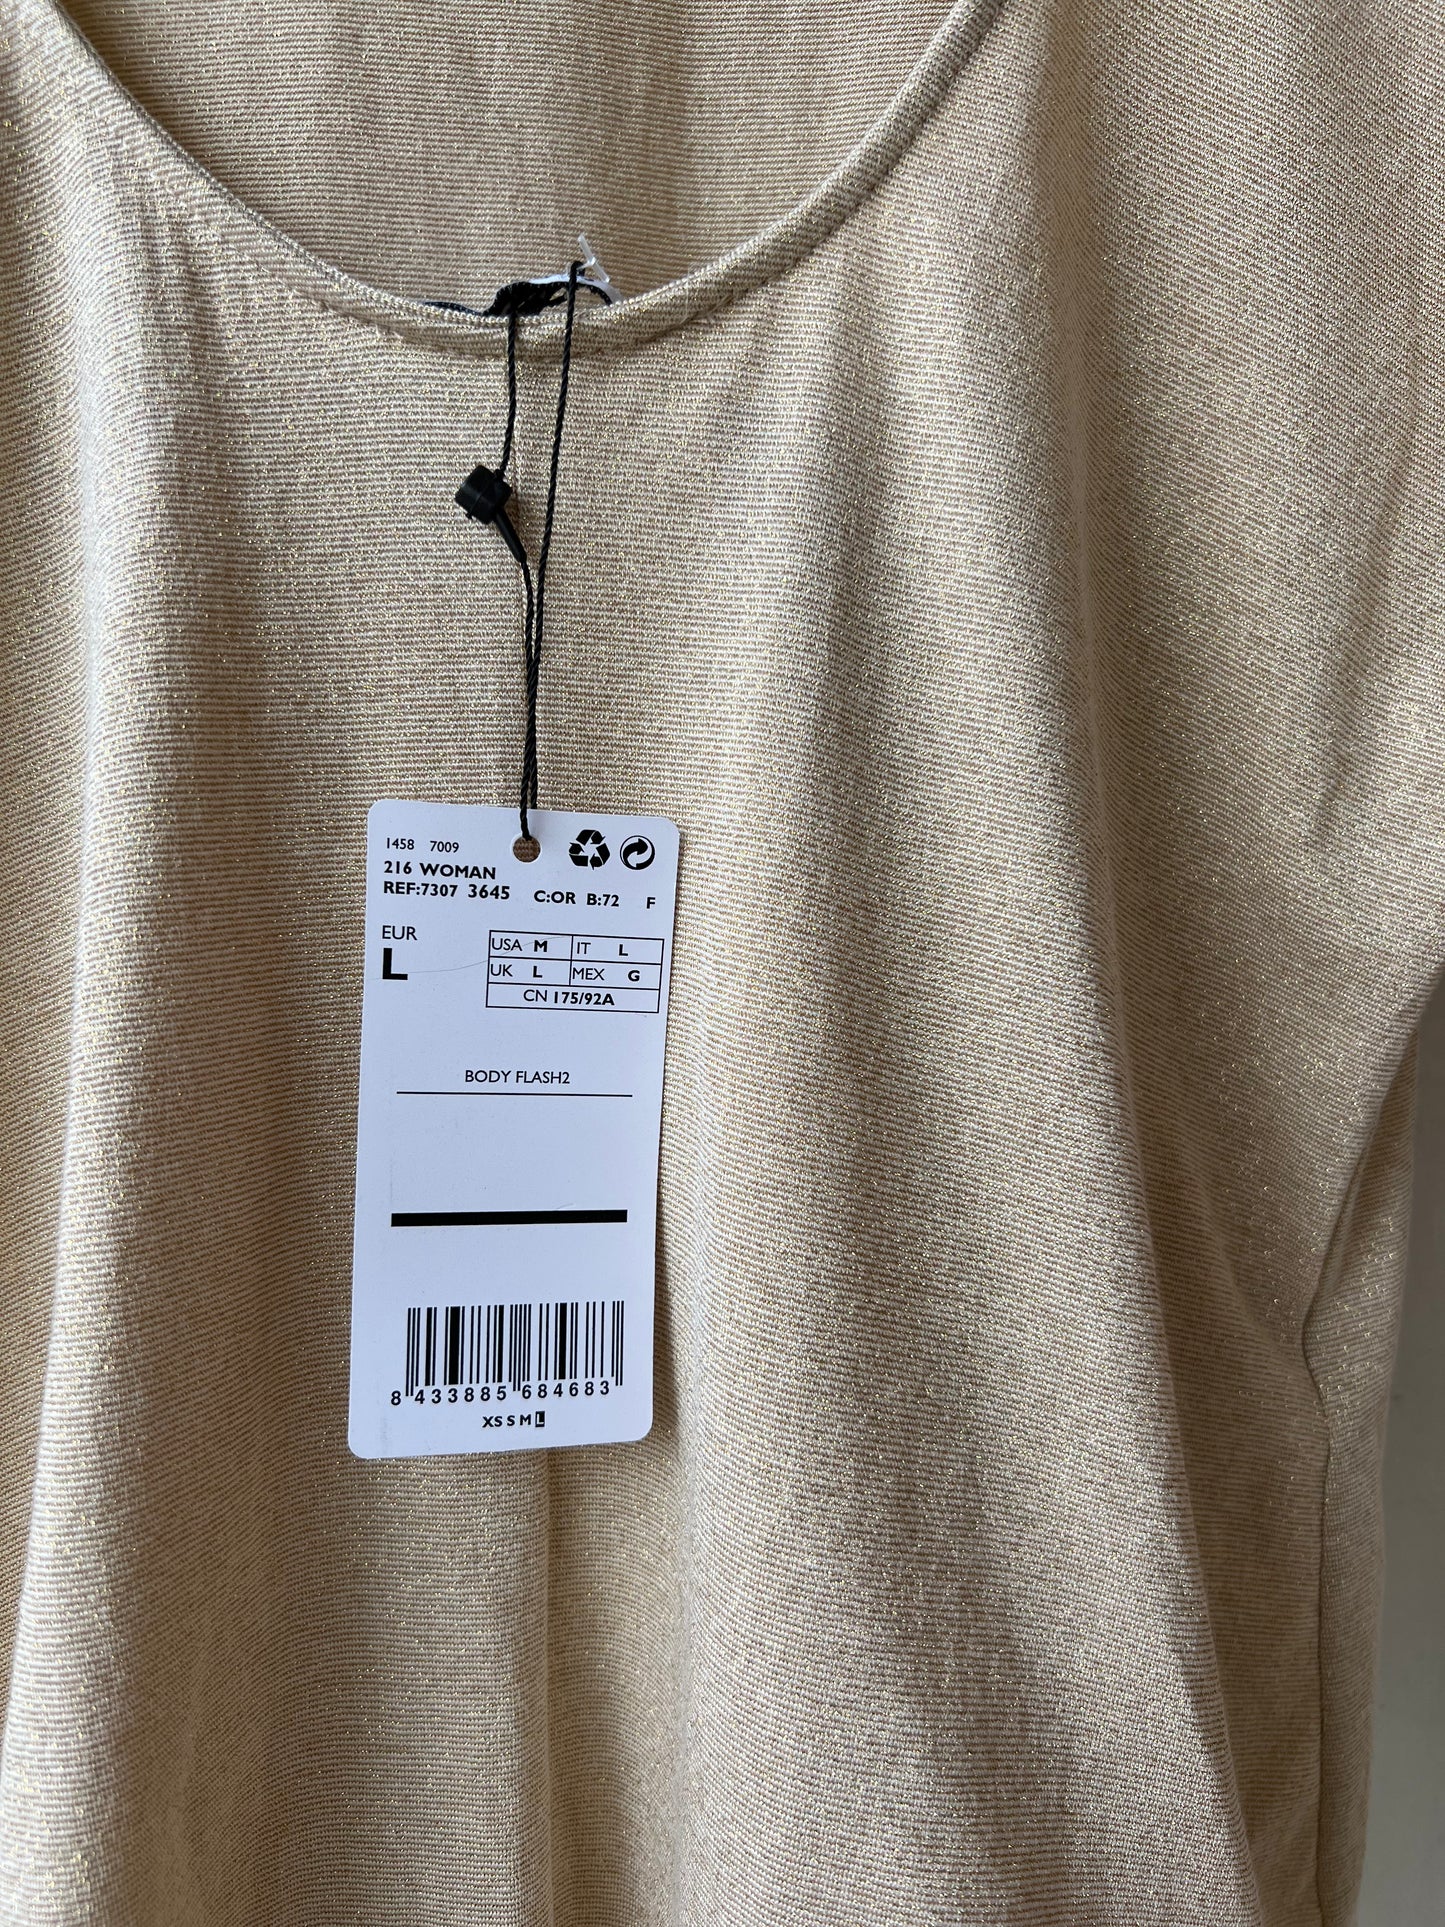 1458 7009
216 WOMAN
REF:7307 3645 C:OR B:72 F
EUR
L
USA M IT L
UK L MEX G
CN 175/92A
BODY FLASH2
8 433885 684683
XS S M L